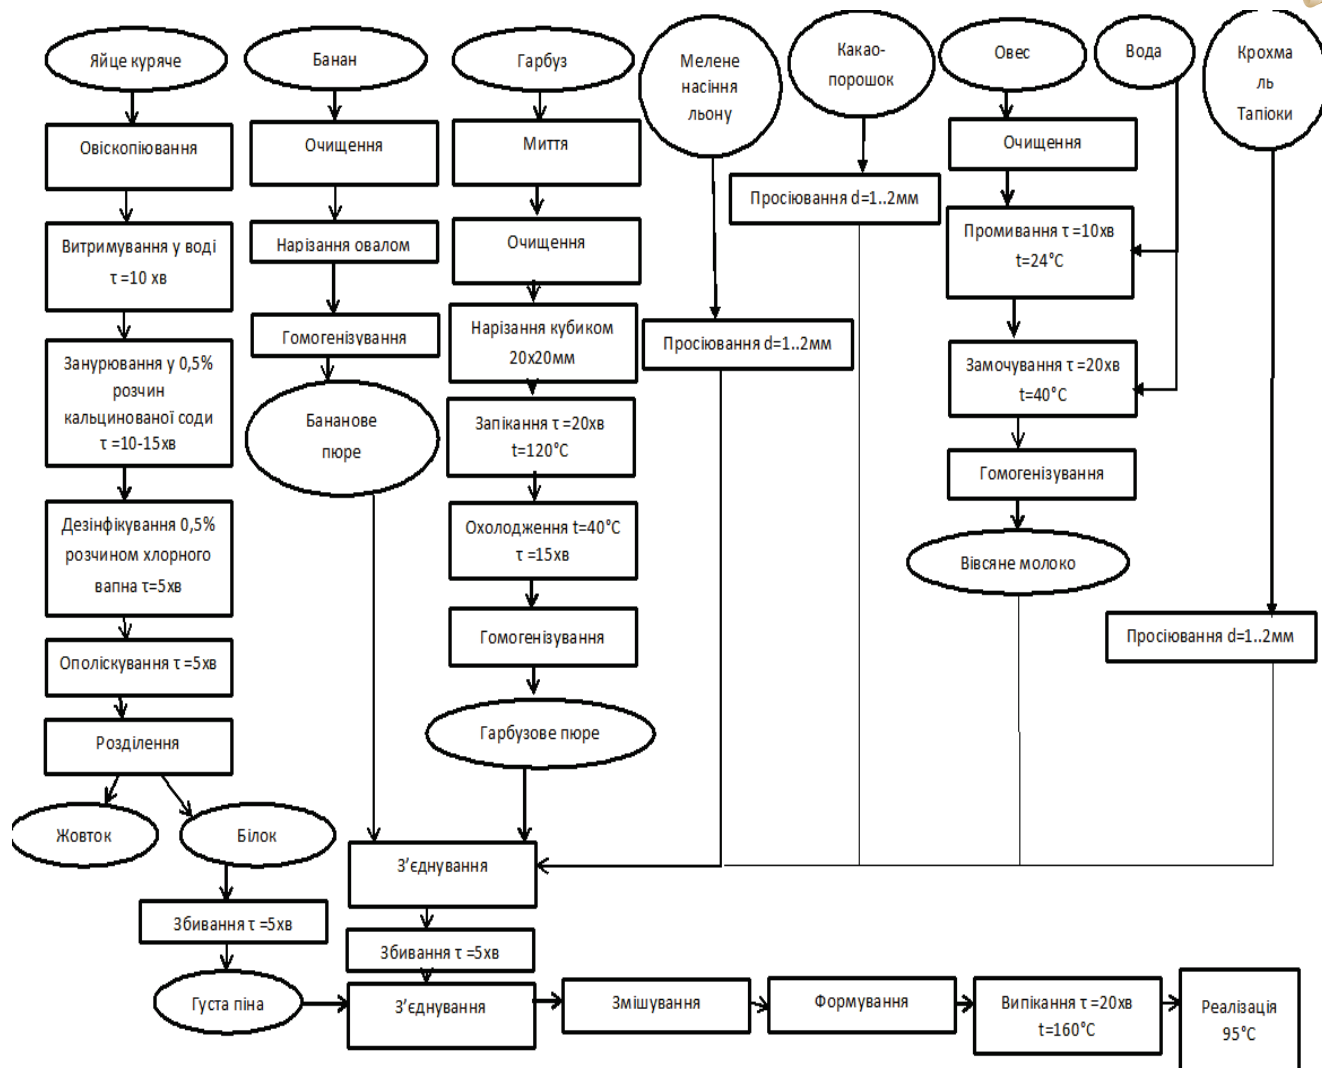 Яйце куряче
Банан
Гарбуз
Мелене
насіння
льону
Какао-
порошок
Овес
Вода
Крохма
ль
Тапіоки
Овіскопіювання
Витримування у воді
τ =10 хв
Занурювання у 0,5%
розчин
кальцинованої соди
τ =10-15хв
Дезінфікування 0,5%
розчином хлорного
вапна τ=5хв
Ополіскування τ =5хв
Розділення
Жовток
Білок
Збивання τ =5хв
Густа піна
Очищення
Нарізання овалом
Гомогенізування
Бананове
пюре
Миття
Очищення
Нарізання кубиком
20х20мм
Запікання τ =20хв
t=120°C
Охолодження t=40°C
τ =15хв
Гомогенізування
Гарбузове пюре
Просіювання d=1..2мм
Просіювання d=1..2мм
Очищення
Промивання τ =10хв
t=24°C
Замочування τ =20хв
t=40°C
Гомогенізування
Вівсяне молоко
Просіювання d=1..2мм
З’єднування
Збивання τ =5хв
З’єднування
Змішування
Формування
Випікання τ =20хв
t=160°C
Реалізація
95°C